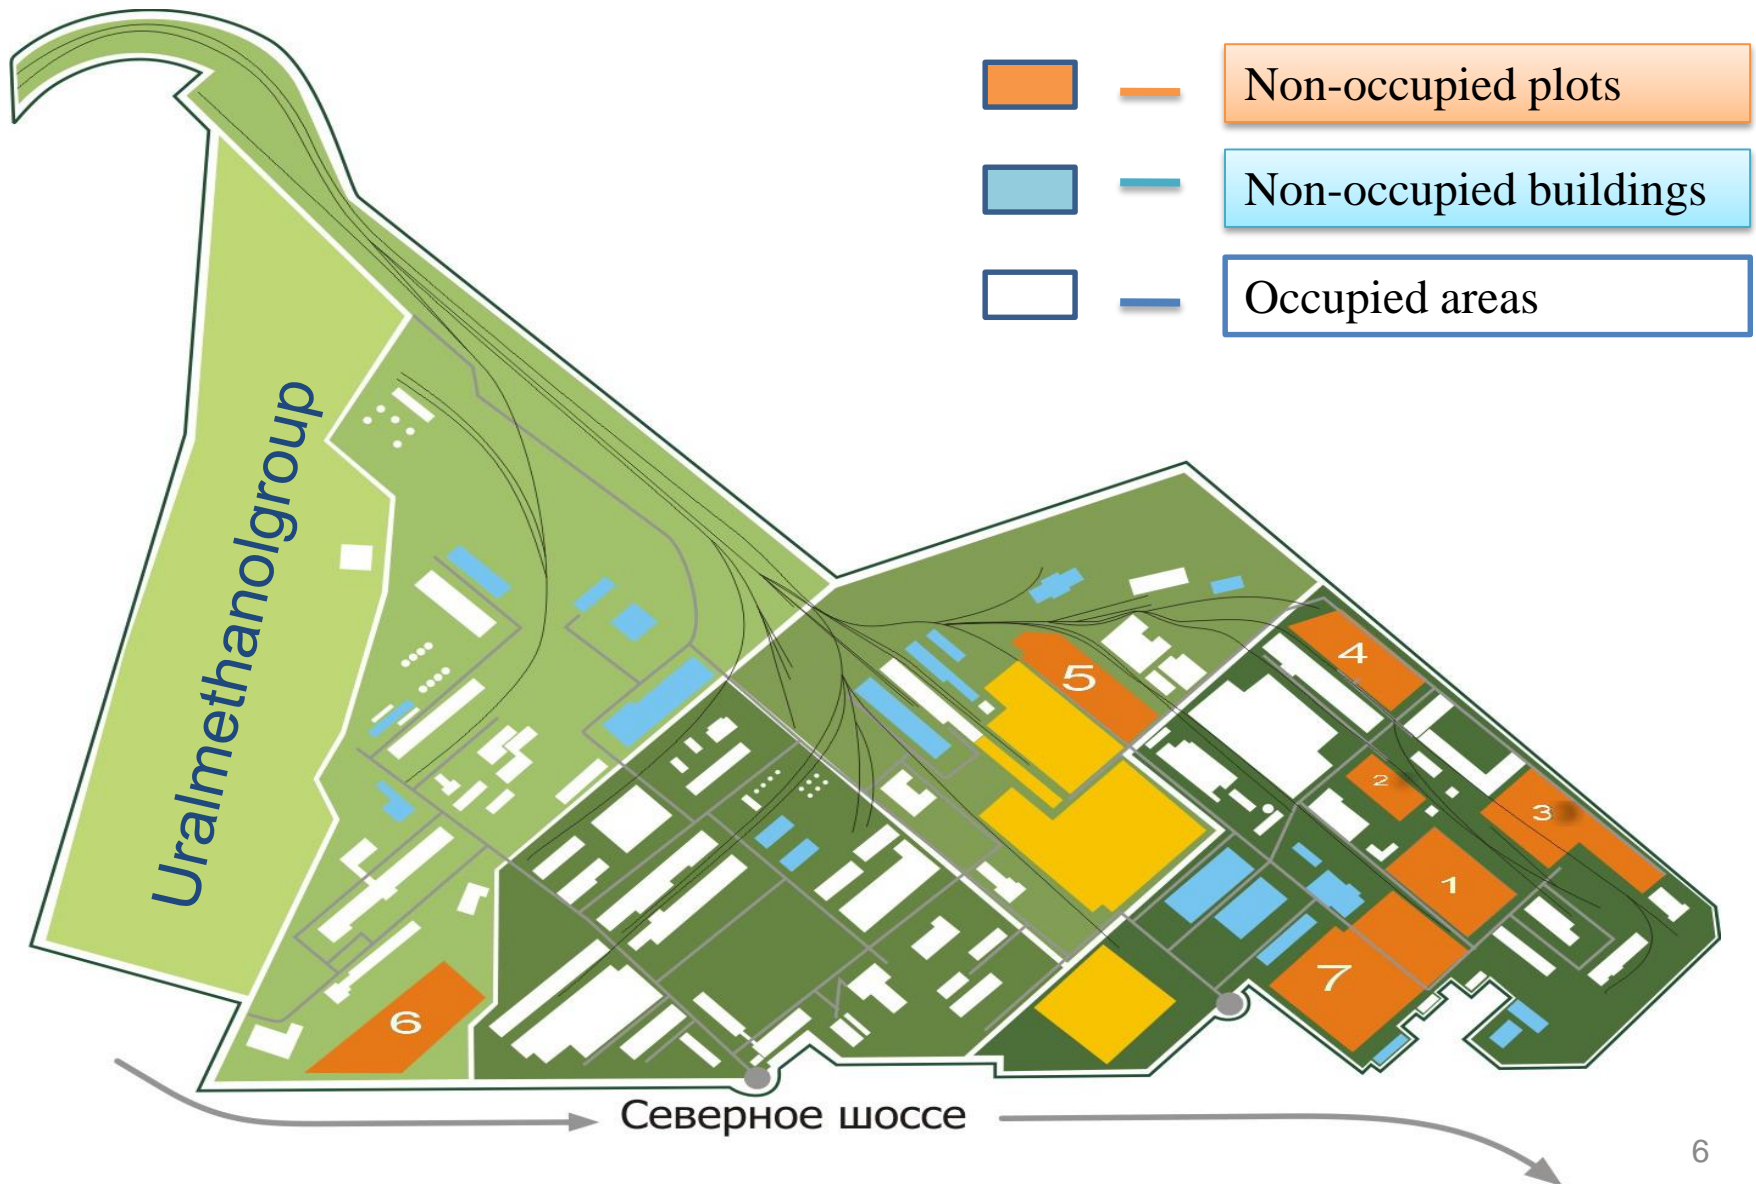 Non-occupied plots
Non-occupied buildings
Occupied areas
Uralmethanolgroup
4
5
2
3
1
7
6
Северное шоссе
6